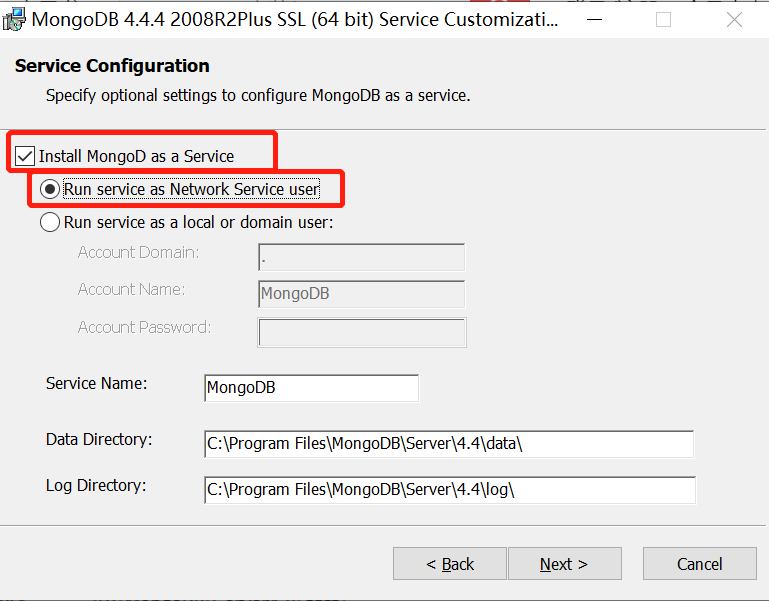 MongoDB 4.4.4 2008R2Plus SSL (64 bit) Service Customizati...
Service Configuration
Specify optional settings to configure MongoDB as a service.
Install MongoD as a Service
Run service as Network Service user
Run service as a local or domain user:
Account Domain: .
Account Name: MongoDB
Account Password:
Service Name: MongoDB
Data Directory: C:\Program Files\MongoDB\Server\4.4\data\
Log Directory: C:\Program Files\MongoDB\Server\4.4\log\
< Back Next > Cancel